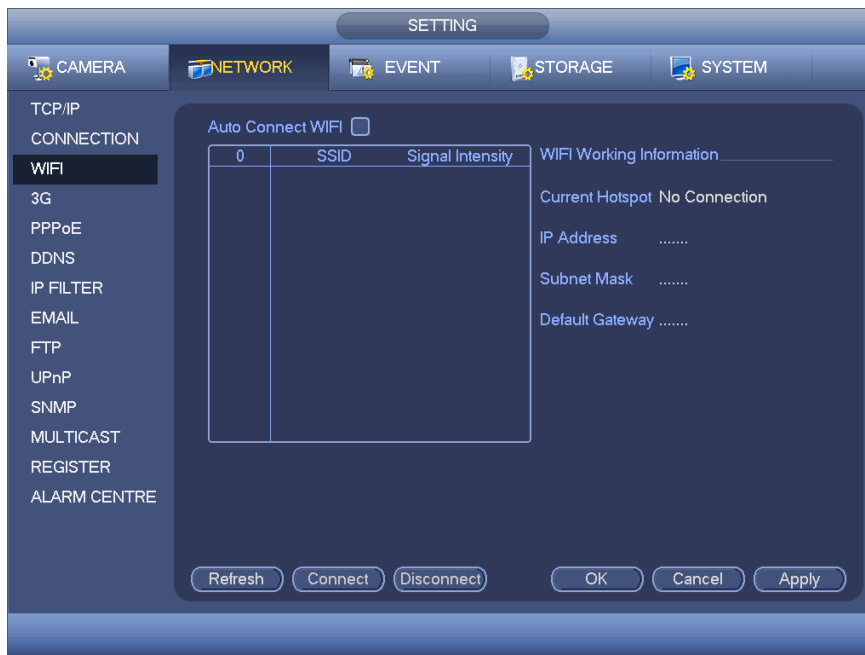 SETTING
CAMERA NETWORK EVENT STORAGE SYSTEM
TCP/IP
CONNECTION
WIFI
3G
PPPoE
DDNS
IP FILTER
EMAIL
FTP
UPnP
SNMP
MULTICAST
REGISTER
ALARM CENTRE
Auto Connect WIFI
0 SSID Signal Intensity
WIFI Working Information
Current Hotspot No Connection
IP Address .......
Subnet Mask .......
Default Gateway .......
Refresh Connect Disconnect OK Cancel Apply